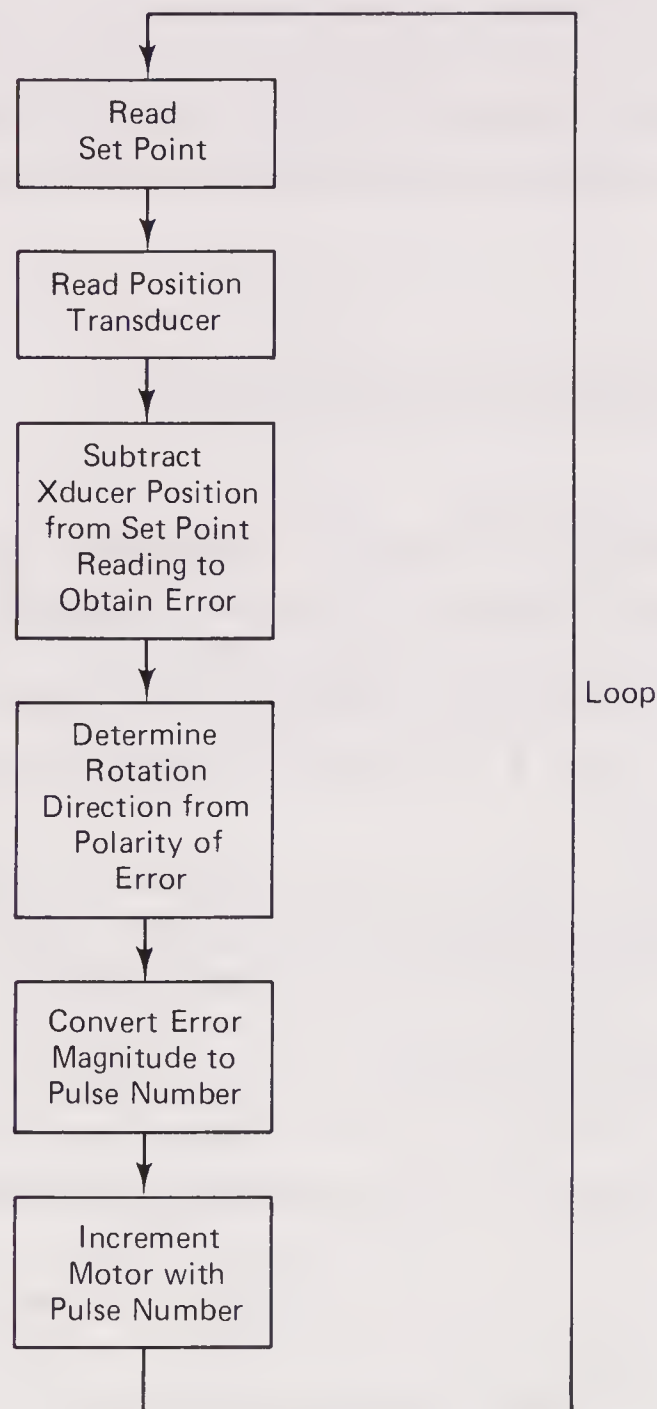 Read
Set Point
Read Position
Transducer
Subtract
Xducer Position
from Set Point
Reading to
Obtain Error
Loop
Determine
Rotation
Direction from
Polarity of
Error
Convert Error
Magnitude to
Pulse Number
Increment
Motor with
Pulse Number